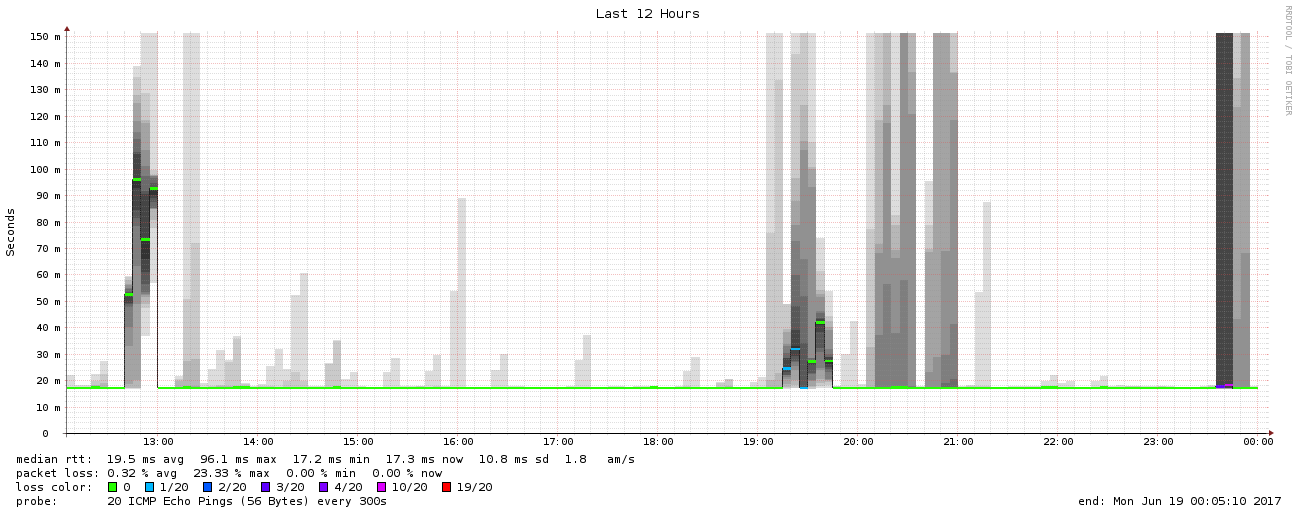 Last 12 Hours
RRDTOOL / TOBI OETIKER
Seconds
150 m
140 m
130 m
120 m
110 m
100 m
90 m
80 m
70 m
60 m
50 m
40 m
30 m
20 m
10 m
0
13:00 14:00 15:00 16:00 17:00 18:00 19:00 20:00 21:00 22:00 23:00 00:00
median rtt: 19.5 ms avg 96.1 ms max 17.2 ms min 17.3 ms now 10.8 ms sd 1.8 am/s
packet loss: 0.32 % avg 23.33 % max 0.00 % min 0.00 % now
loss color: 0 1/20 2/20 3/20 4/20 10/20 19/20
probe: 20 ICMP Echo Pings (56 Bytes) every 300s end: Mon Jun 19 00:05:10 2017